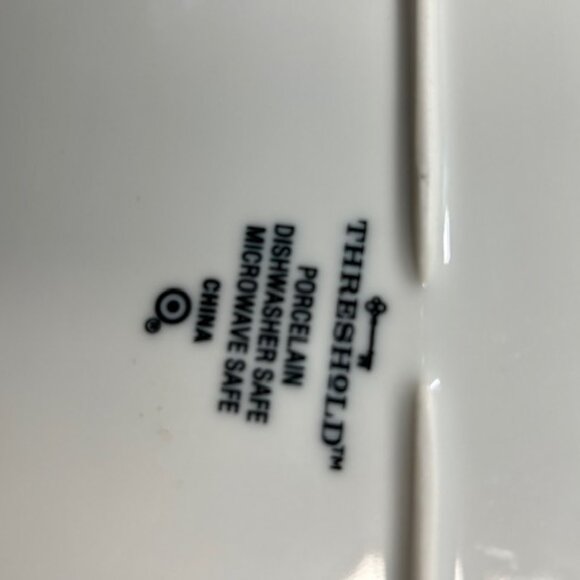 THRESHOLD™
PORCELAIN
DISHWASHER SAFE
MICROWAVE SAFE
CHINA
®